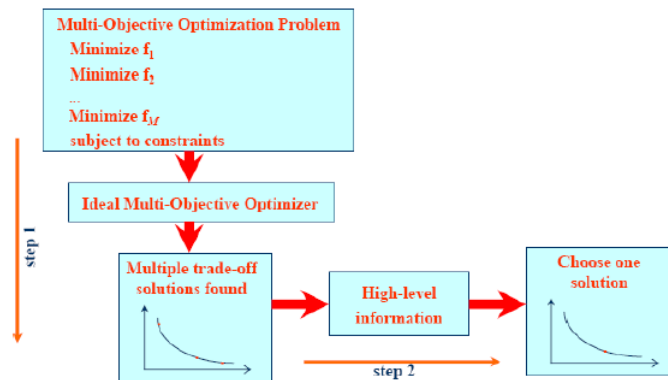 Multi-Objective Optimization Problem
Minimize f₁
Minimize f₂
...
Minimize f_M
subject to constraints
Ideal Multi-Objective Optimizer
step 1
Multiple trade-off
solutions found
High-level
information
Choose one
solution
step 2